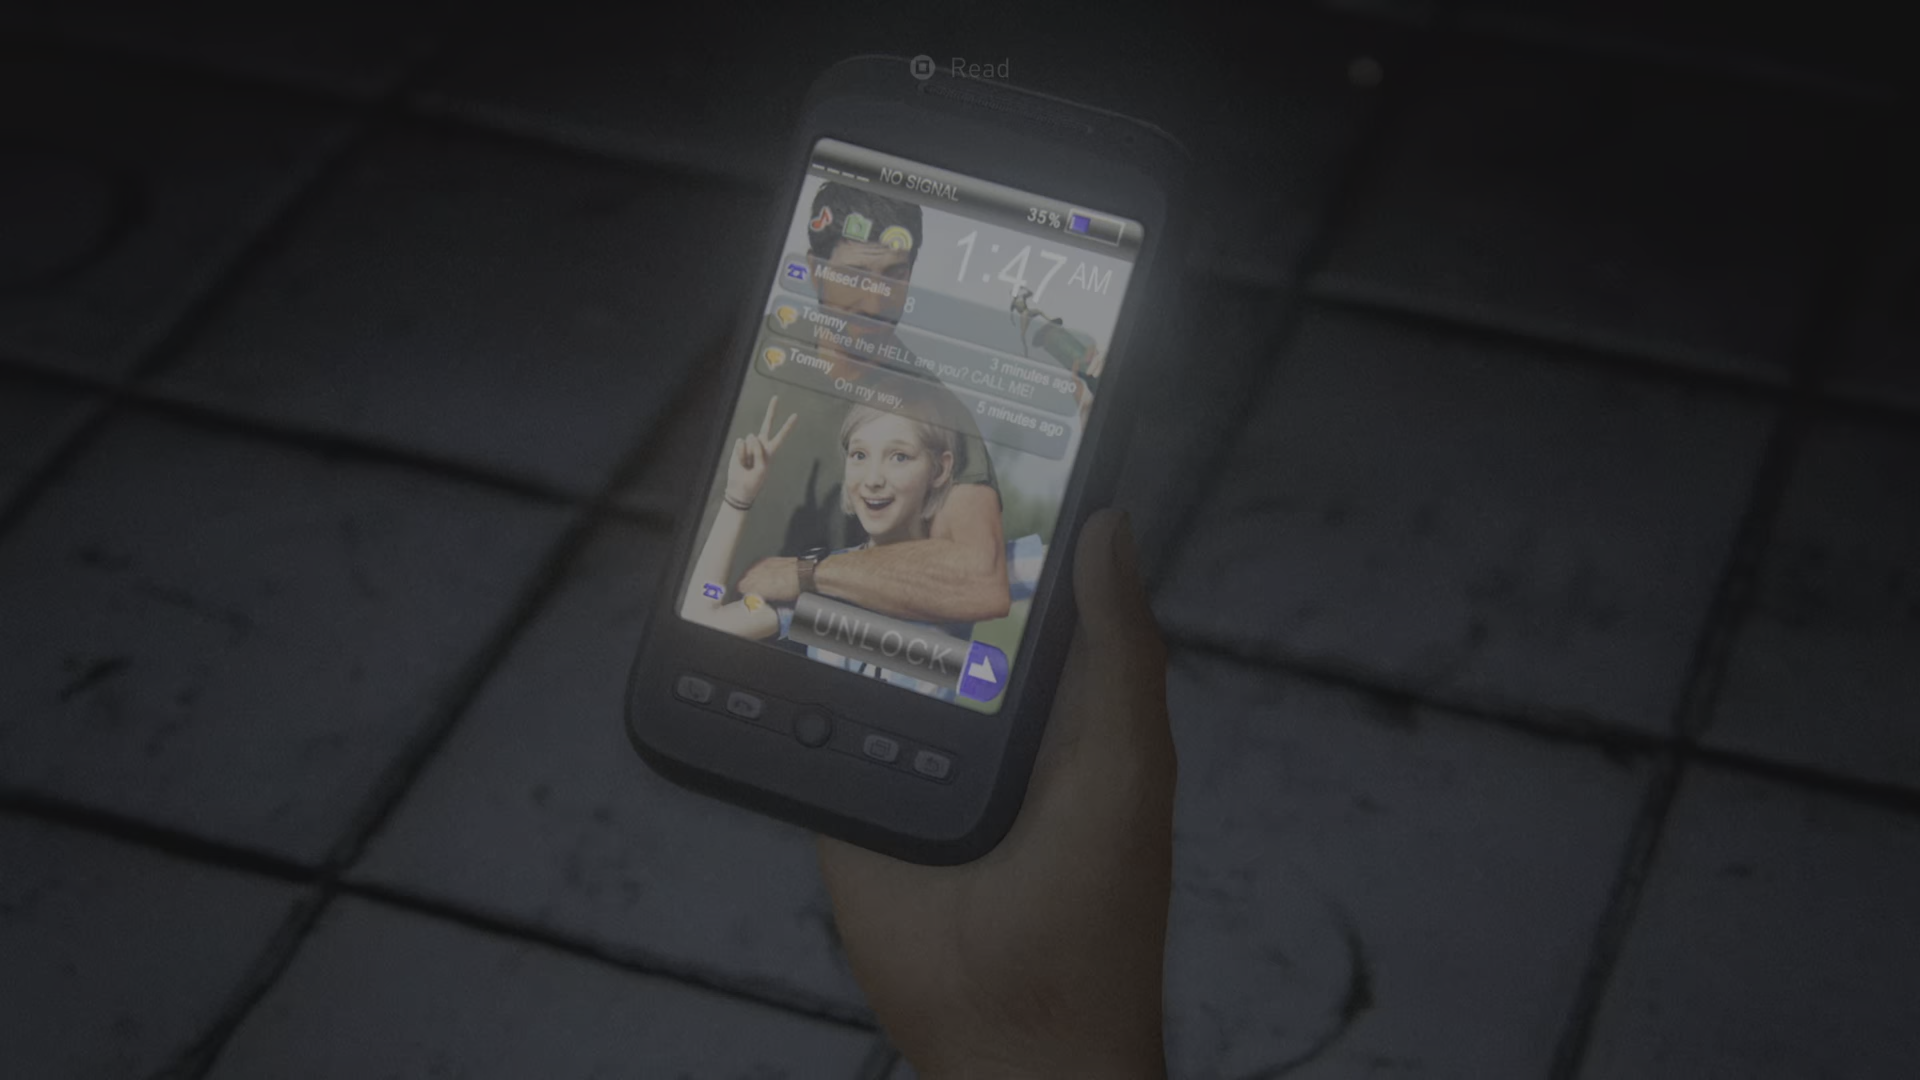 Read
NO SIGNAL
35%
1:47 AM
Missed Calls
8
Tommy
3 minutes ago
Where the HELL are you? CALL ME!
Tommy
5 minutes ago
On my way.
UNLOCK